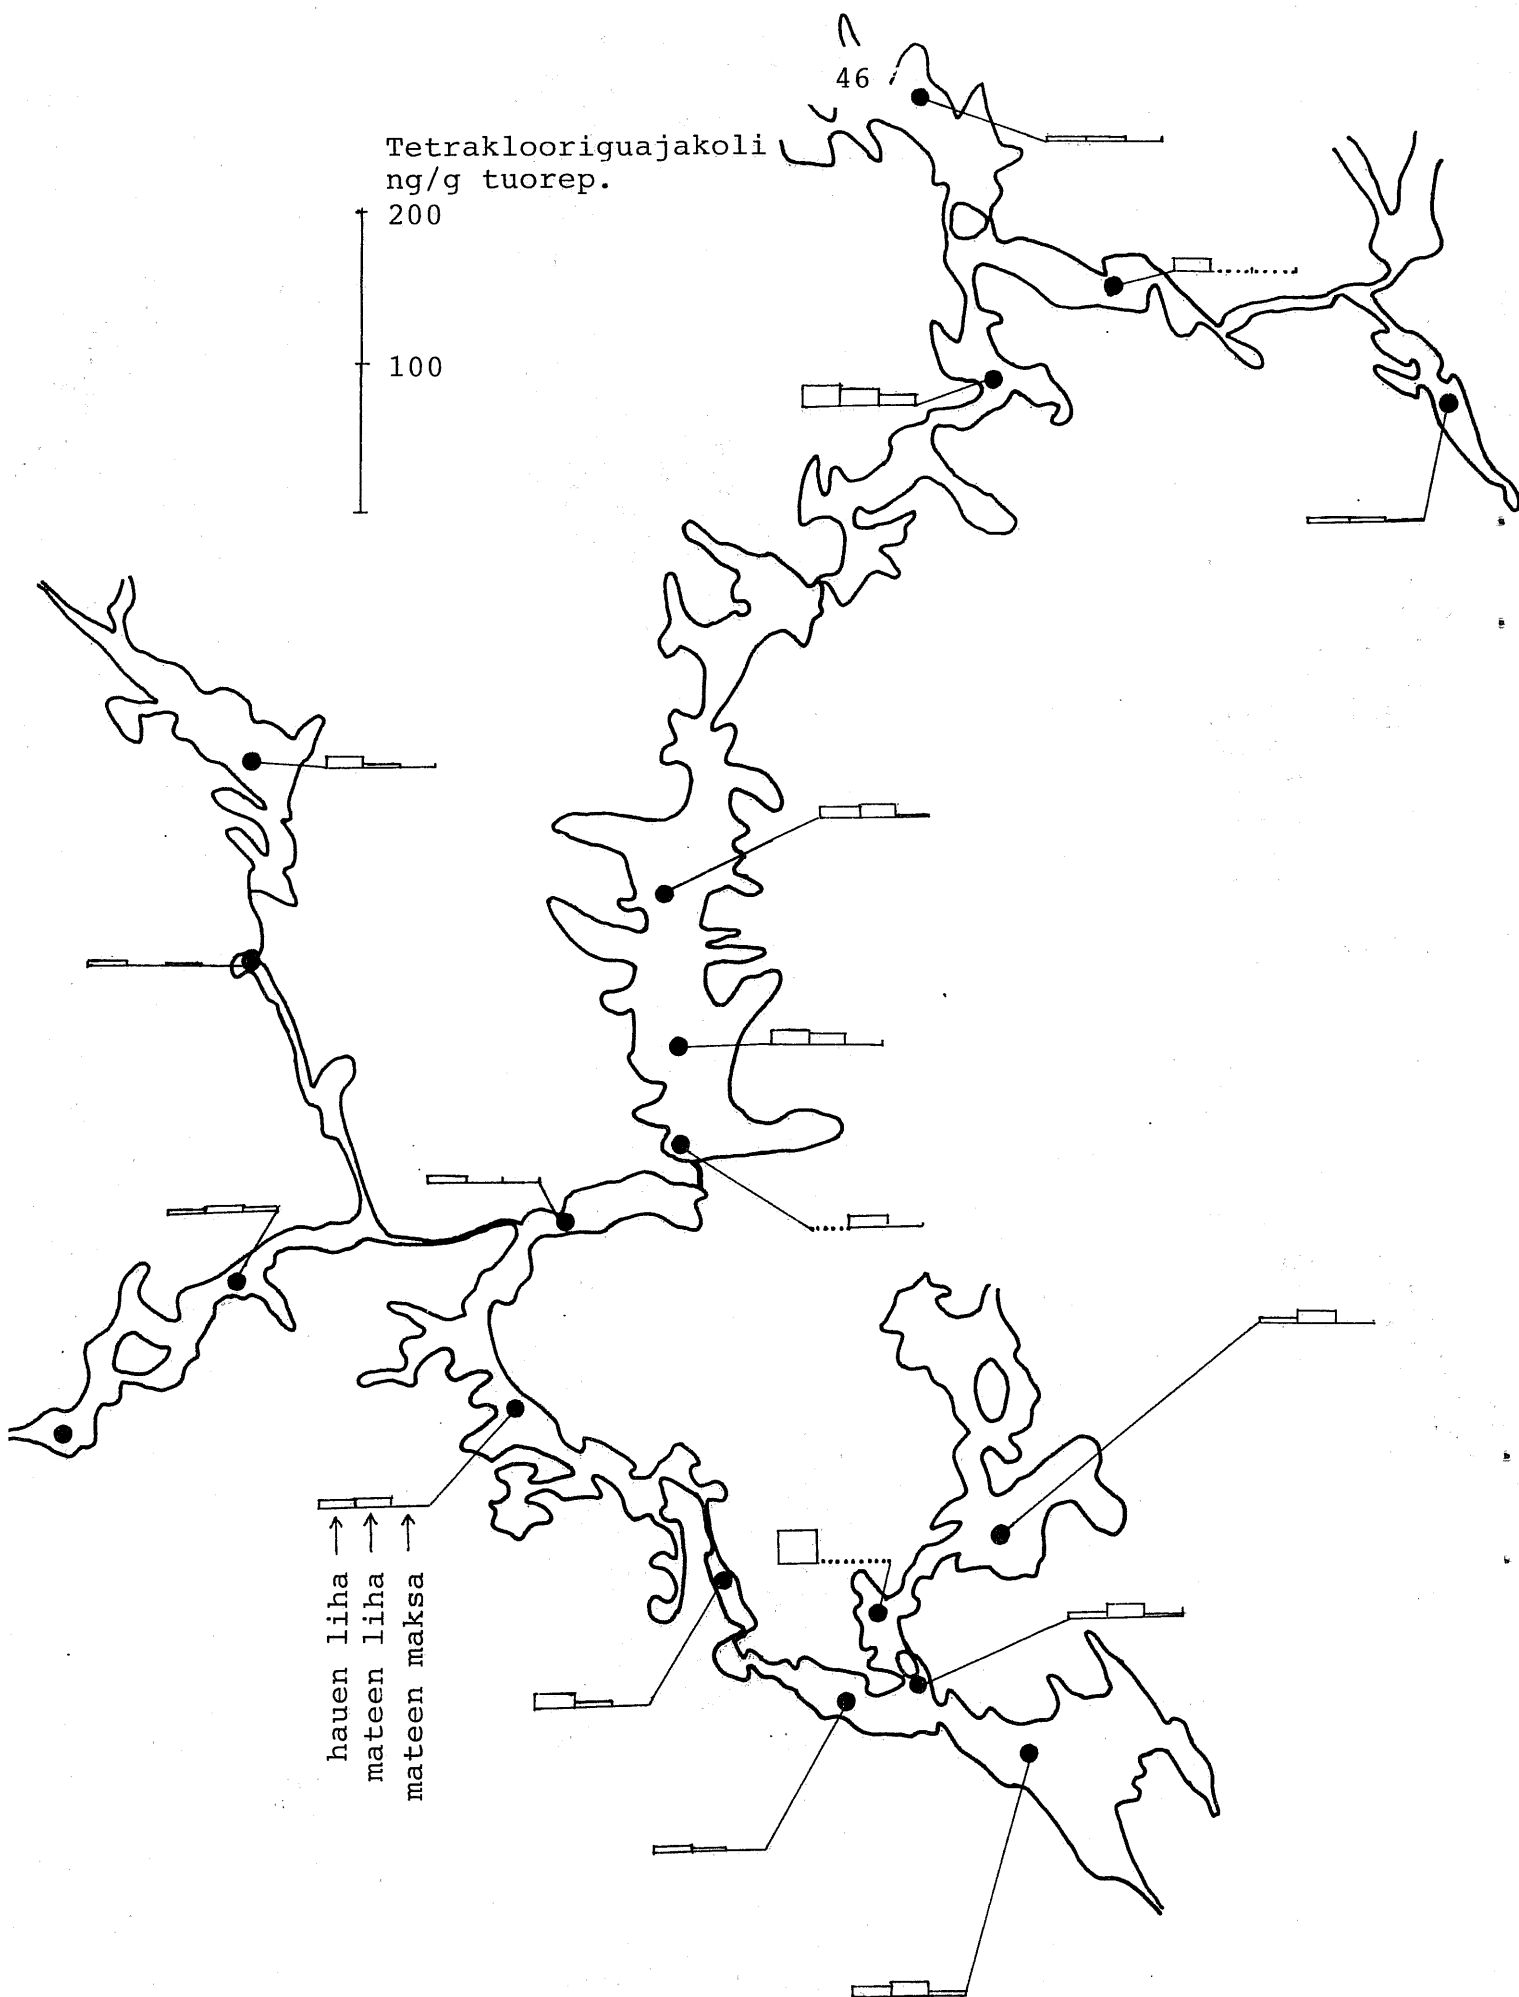 46
Tetraklooriguajakoli
ng/g tuorep.
200
100
hauen liha
mateen liha
mateen maksa